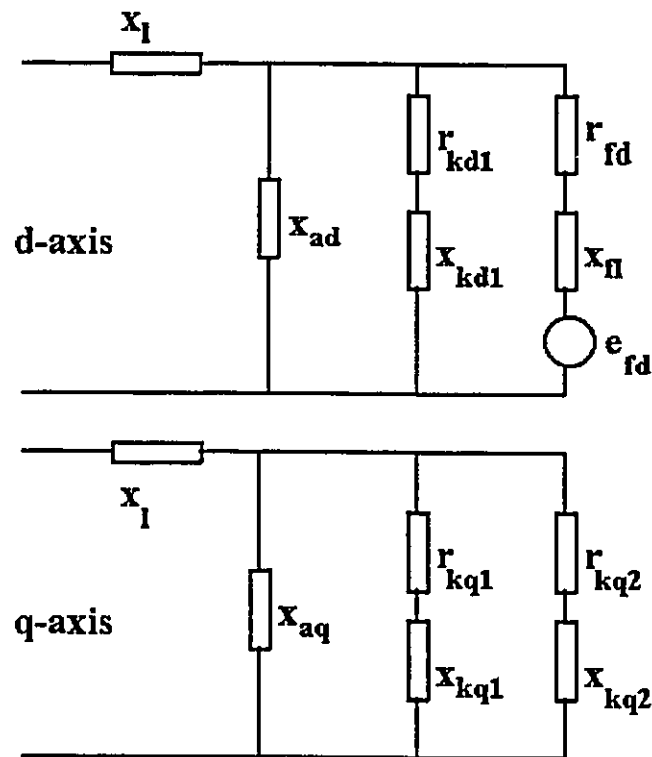 x_l
r_kd1
r_fd
x_ad
d-axis
x_kd1
x_fl
e_fd
x_l
r_kq1
r_kq2
x_aq
q-axis
x_kq1
x_kq2